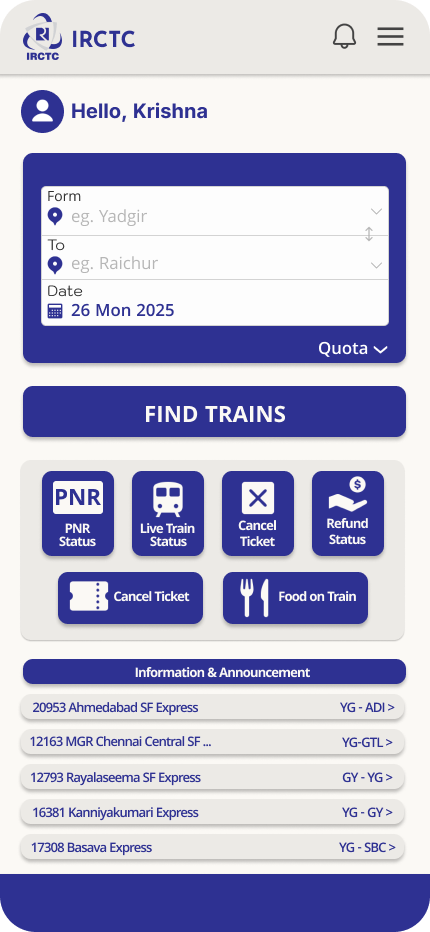 IRCTC
IRCTC
Hello, Krishna
Form
eg. Yadgir
To
eg. Raichur
Date
26 Mon 2025
Quota
FIND TRAINS
PNR
PNR
Status
Live Train
Status
Cancel
Ticket
$
Refund
Status
Cancel Ticket
Food on Train
Information & Announcement
20953 Ahmedabad SF Express YG - ADI >
12163 MGR Chennai Central SF ... YG-GTL >
12793 Rayalaseema SF Express GY - YG >
16381 Kanniyakumari Express YG - GY >
17308 Basava Express YG - SBC >